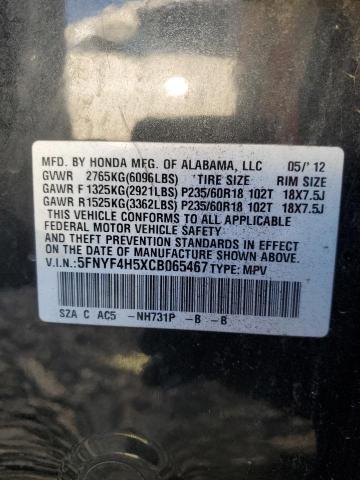 MFD. BY HONDA MFG. OF ALABAMA, LLC 05/'12
GVWR 2765KG(6096LBS) TIRE SIZE RIM SIZE
GAWR F 1325KG(2921LBS) P235/60R18 102T 18X7.5J
GAWR R 1525KG(3362LBS) P235/60R18 102T 18X7.5J
THIS VEHICLE CONFORMS TO ALL APPLICABLE
FEDERAL MOTOR VEHICLE SAFETY
AND THEFT PREVENTION STANDARDS IN EFFECT ON
THE DATE OF MANUFACTURE SHOWN ABOVE.
V.I.N.:5FNYF4H5XCB065467 TYPE: MPV
SZA C AC5 -NH731P -B -B